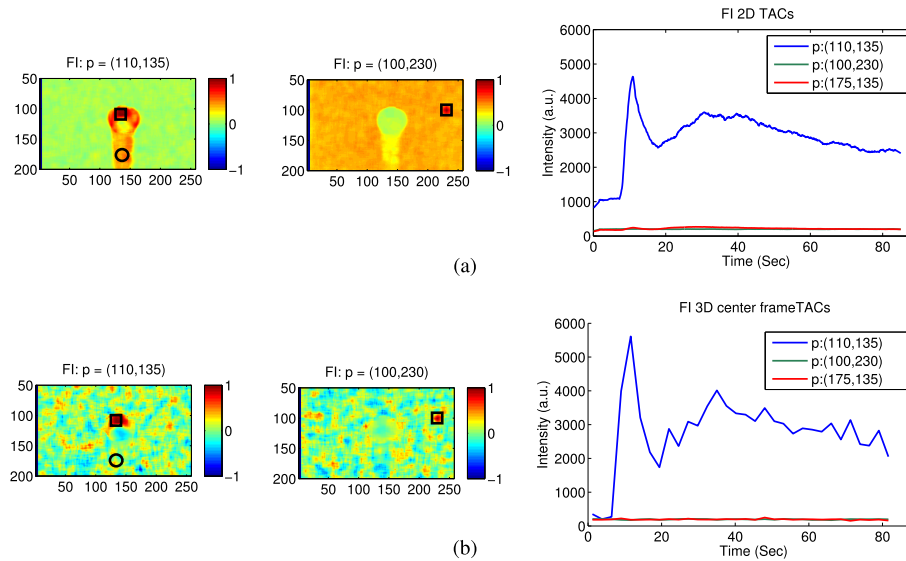 FI 2D TACs
FI: p = (110,135)
FI: p = (100,230)
50
100
150
200
50 100 150 200 250
1
0
−1
50
100
150
200
50 100 150 200 250
1
0
−1
Intensity (a.u.)
6000
5000
4000
3000
2000
1000
0
0 20 40 60 80
Time (Sec)
p:(110,135)
p:(100,230)
p:(175,135)
(a)
FI 3D center frameTACs
FI: p = (110,135)
FI: p = (100,230)
50
100
150
200
50 100 150 200 250
1
0
−1
50
100
150
200
50 100 150 200 250
1
0
−1
Intensity (a.u.)
6000
5000
4000
3000
2000
1000
0
0 20 40 60 80
Time (Sec)
p:(110,135)
p:(100,230)
p:(175,135)
(b)